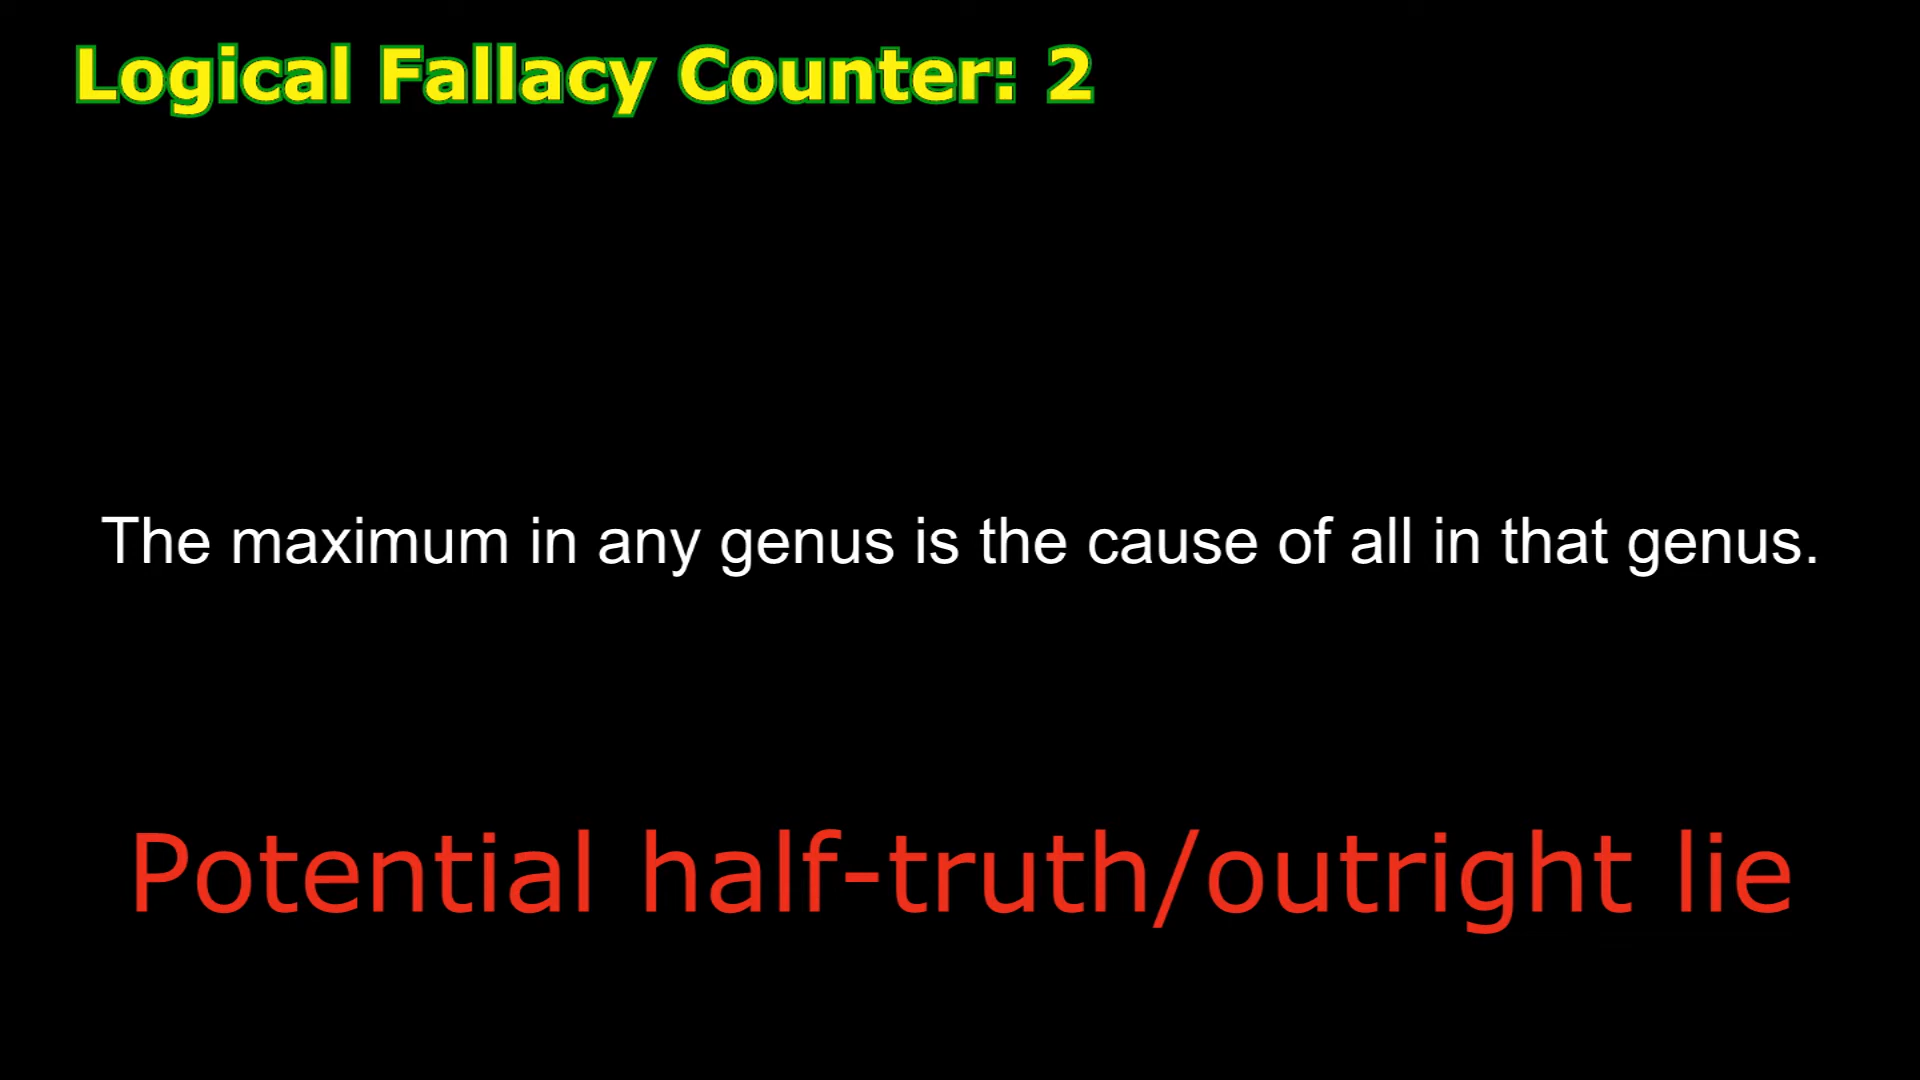 Logical Fallacy Counter: 2
The maximum in any genus is the cause of all in that genus.
Potential half-truth/outright lie